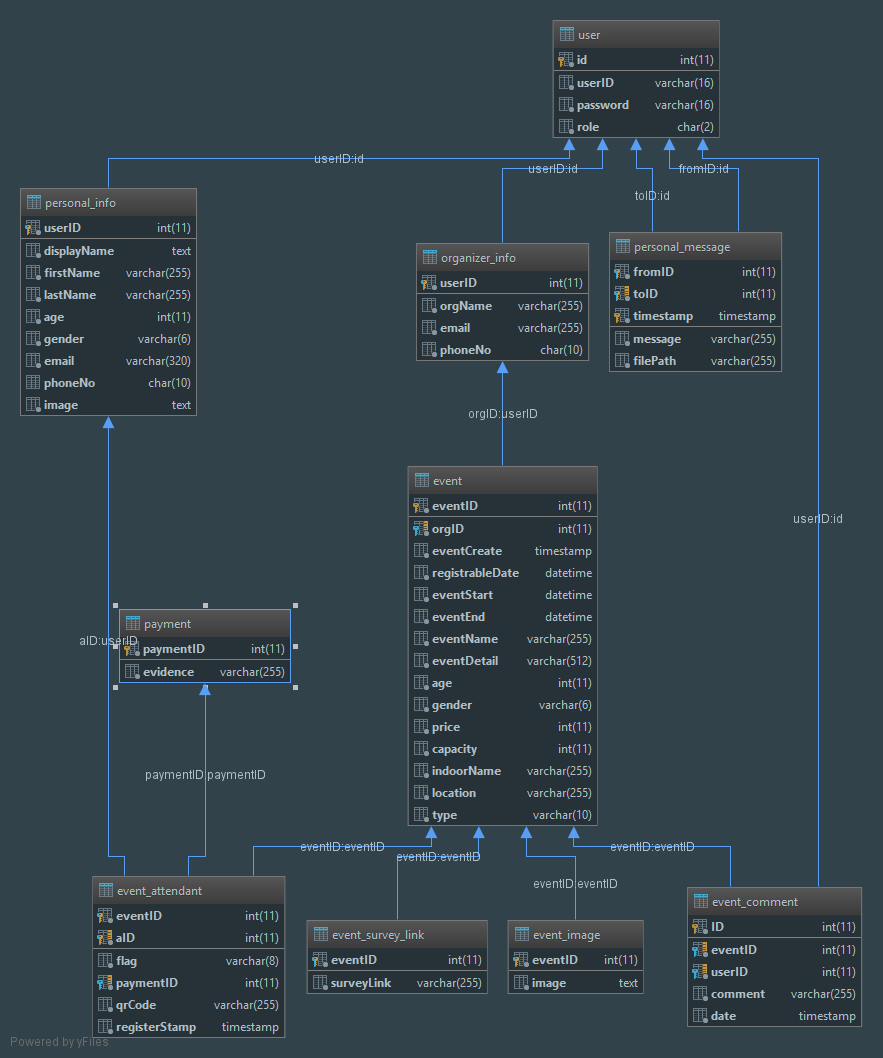 user
id int(11)
userID varchar(16)
password varchar(16)
role char(2)
userID:id
userID:id
fromID:id
toID:id
personal_info
userID int(11)
displayName text
firstName varchar(255)
lastName varchar(255)
age int(11)
gender varchar(6)
email varchar(320)
phoneNo char(10)
image text
organizer_info
userID int(11)
orgName varchar(255)
email varchar(255)
phoneNo char(10)
personal_message
fromID int(11)
toID int(11)
timestamp timestamp
message varchar(255)
filePath varchar(255)
orgID:userID
userID:id
event
eventID int(11)
orgID int(11)
eventCreate timestamp
registrableDate datetime
eventStart datetime
eventEnd datetime
eventName varchar(255)
eventDetail varchar(512)
age int(11)
gender varchar(6)
price int(11)
capacity int(11)
indoorName varchar(255)
location varchar(255)
type varchar(10)
payment
aID:userID
paymentID int(11)
evidence varchar(255)
paymentID:paymentID
eventID:eventID
eventID:eventID
eventID:eventID
eventID:eventID
event_attendant
eventID int(11)
aID int(11)
flag varchar(8)
paymentID int(11)
qrCode varchar(255)
registerStamp timestamp
event_survey_link
eventID int(11)
surveyLink varchar(255)
event_image
eventID int(11)
image text
event_comment
ID int(11)
eventID int(11)
userID int(11)
comment varchar(255)
date timestamp
Powered by yFiles